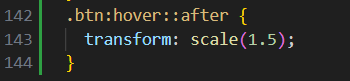 142 .btn:hover::after {
143 transform: scale(1.5);
144 }